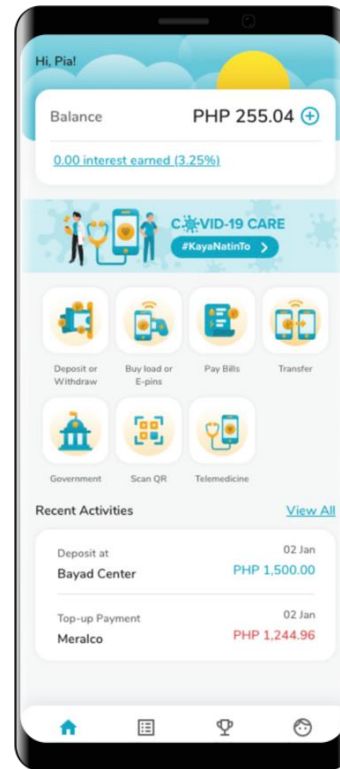 Hi, Pia!
Balance PHP 255.04
0.00 interest earned (3.25%)
COVID-19 CARE
#KayaNatinTo
Deposit or
Withdraw
Buy load or
E-pins
Pay Bills
Transfer
Government
Scan QR
Telemedicine
Recent Activities View All
Deposit at 02 Jan
Bayad Center PHP 1,500.00
Top-up Payment 02 Jan
Meralco PHP 1,244.96